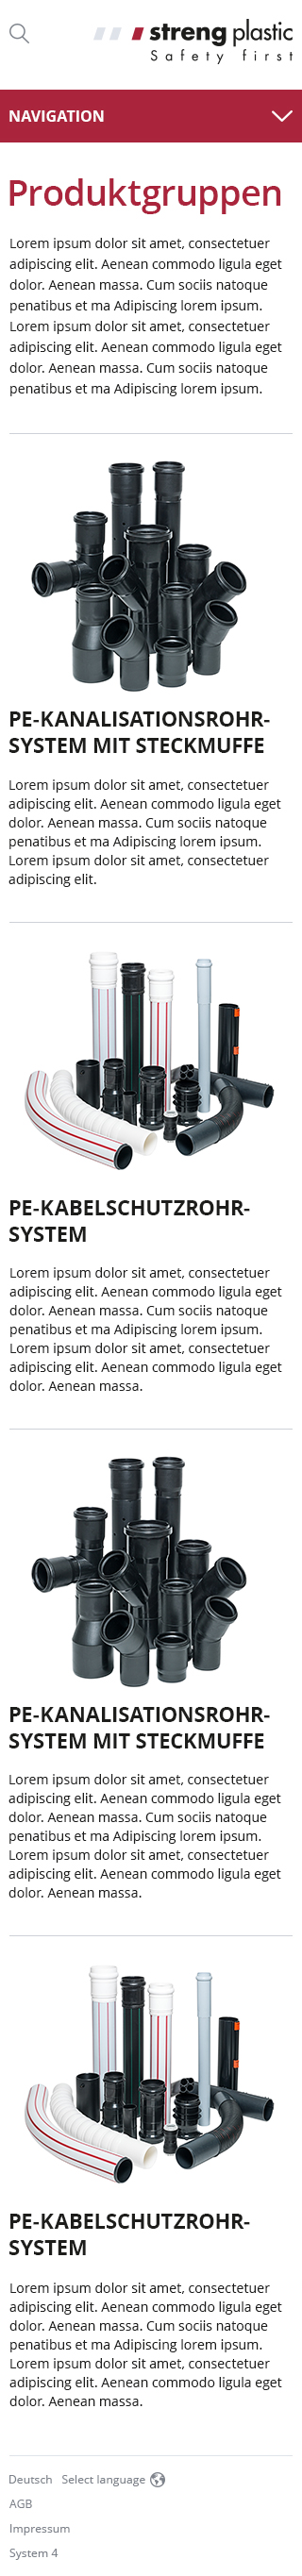 streng plastic
Safety first
NAVIGATION
Produktgruppen
Lorem ipsum dolor sit amet, consectetuer
adipiscing elit. Aenean commodo ligula eget
dolor. Aenean massa. Cum sociis natoque
penatibus et ma Adipiscing lorem ipsum.
Lorem ipsum dolor sit amet, consectetuer
adipiscing elit. Aenean commodo ligula eget
dolor. Aenean massa. Cum sociis natoque
penatibus et ma Adipiscing lorem ipsum.
PE-KANALISATIONSROHR-
SYSTEM MIT STECKMUFFE
Lorem ipsum dolor sit amet, consectetuer
adipiscing elit. Aenean commodo ligula eget
dolor. Aenean massa. Cum sociis natoque
penatibus et ma Adipiscing lorem ipsum.
Lorem ipsum dolor sit amet, consectetuer
adipiscing elit.
PE-KABELSCHUTZROHR-
SYSTEM
Lorem ipsum dolor sit amet, consectetuer
adipiscing elit. Aenean commodo ligula eget
dolor. Aenean massa. Cum sociis natoque
penatibus et ma Adipiscing lorem ipsum.
Lorem ipsum dolor sit amet, consectetuer
adipiscing elit. Aenean commodo ligula eget
dolor. Aenean massa.
PE-KANALISATIONSROHR-
SYSTEM MIT STECKMUFFE
Lorem ipsum dolor sit amet, consectetuer
adipiscing elit. Aenean commodo ligula eget
dolor. Aenean massa. Cum sociis natoque
penatibus et ma Adipiscing lorem ipsum.
Lorem ipsum dolor sit amet, consectetuer
adipiscing elit. Aenean commodo ligula eget
dolor. Aenean massa.
PE-KABELSCHUTZROHR-
SYSTEM
Lorem ipsum dolor sit amet, consectetuer
adipiscing elit. Aenean commodo ligula eget
dolor. Aenean massa. Cum sociis natoque
penatibus et ma Adipiscing lorem ipsum.
Lorem ipsum dolor sit amet, consectetuer
adipiscing elit. Aenean commodo ligula eget
dolor. Aenean massa.
Deutsch Select language
AGB
Impressum
System 4